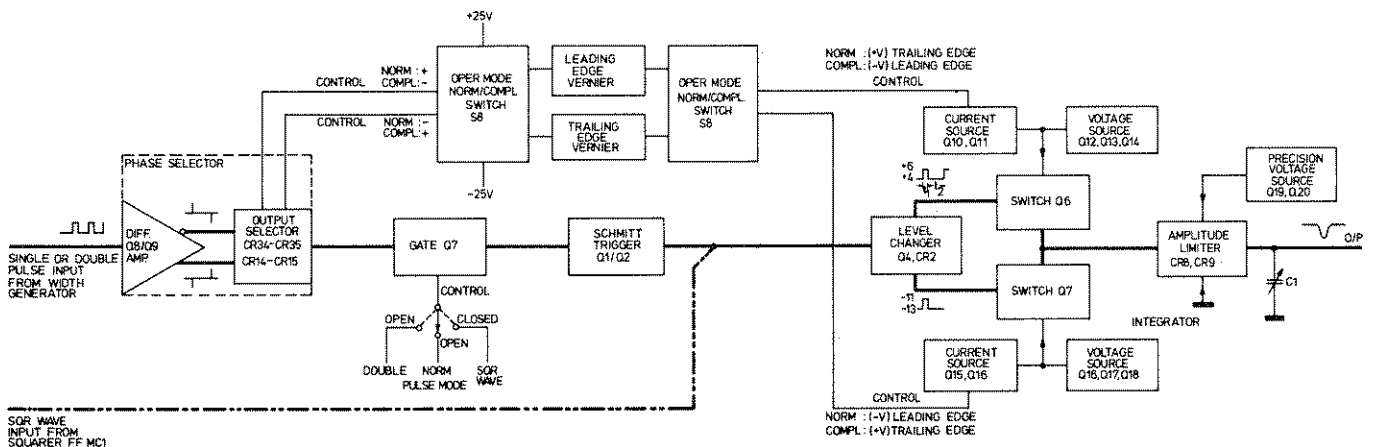 +25V
NORM : +
COMPL: -
CONTROL
CONTROL
NORM : -
COMPL: +
OPER MODE
NORM/COMPL
SWITCH
S8
-25V
LEADING
EDGE
VERNIER
TRAILING
EDGE
VERNIER
OPER MODE
NORM/COMPL.
SWITCH
S8
NORM : (+V) TRAILING EDGE
COMPL: (-V) LEADING EDGE
CONTROL
CURRENT
SOURCE
Q10, Q11
VOLTAGE
SOURCE
Q12, Q13, Q14
PRECISION
VOLTAGE
SOURCE
Q19, Q20
PHASE SELECTOR
DIFF.
Q8/Q9
AMP.
OUTPUT
SELECTOR
CR34-CR35
CR14-CR15
SINGLE OR DOUBLE
PULSE INPUT
FROM WIDTH
GENERATOR
GATE Q7
SCHMITT
TRIGGER
Q1/Q2
+6
+4
LEVEL
CHANGER
Q4, CR2
-11
-13
SWITCH Q6
SWITCH Q7
AMPLITUDE
LIMITER
CR8, CR9
O/P
C1
INTEGRATOR
CONTROL
OPEN
CLOSED
OPEN
DOUBLE
NORM
SQR
WAVE
PULSE MODE
CURRENT
SOURCE
Q15, Q16
VOLTAGE
SOURCE
Q16, Q17, Q18
CONTROL
NORM : (-V) LEADING EDGE
COMPL: (+V) TRAILING EDGE
SQR WAVE
INPUT FROM
SQUARER FF MC1